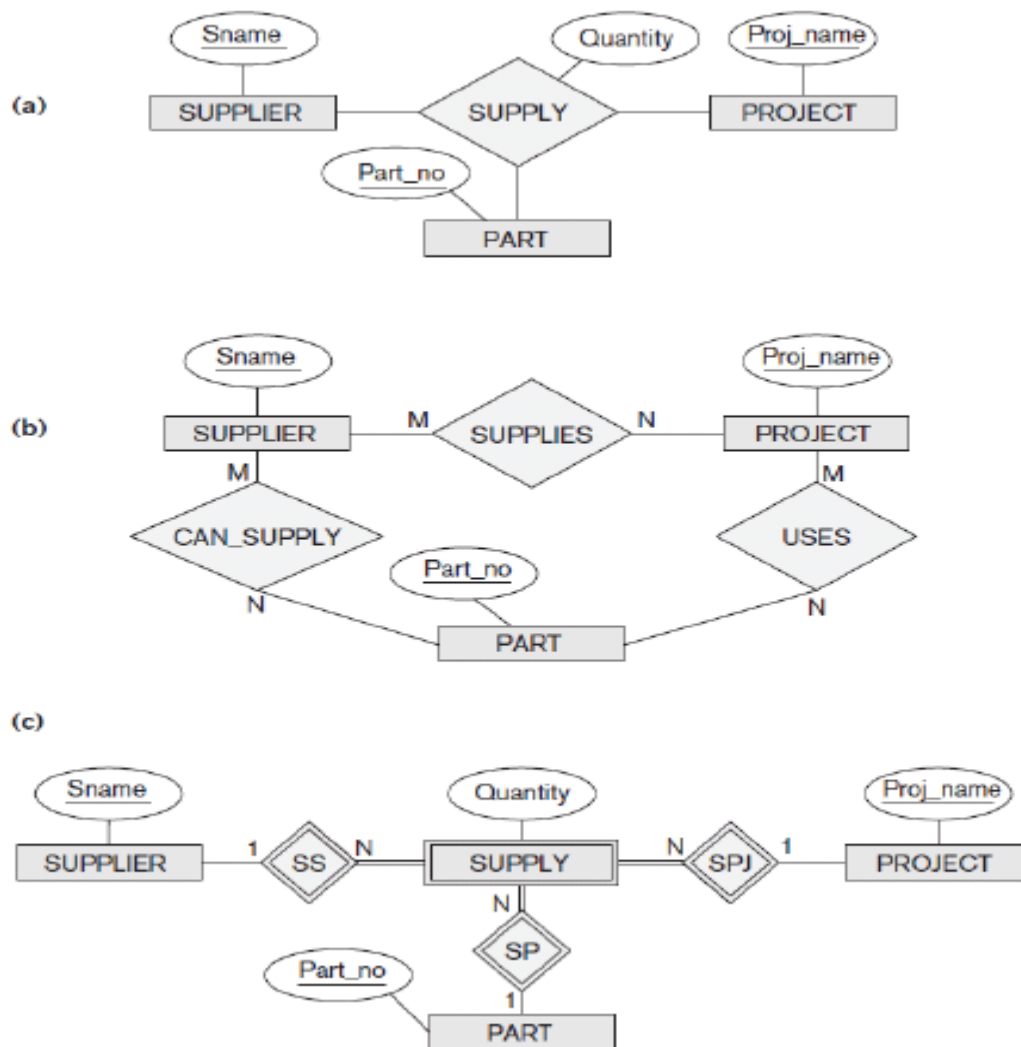 Sname Quantity Proj_name
(a) SUPPLIER SUPPLY PROJECT
Part_no
PART
Sname Proj_name
(b) SUPPLIER M SUPPLIES N PROJECT
M M
CAN_SUPPLY USES
Part_no
N N
PART
(c)
Sname Quantity Proj_name
SUPPLIER 1 SS N SUPPLY N SPJ 1 PROJECT
N
SP
Part_no
1
PART